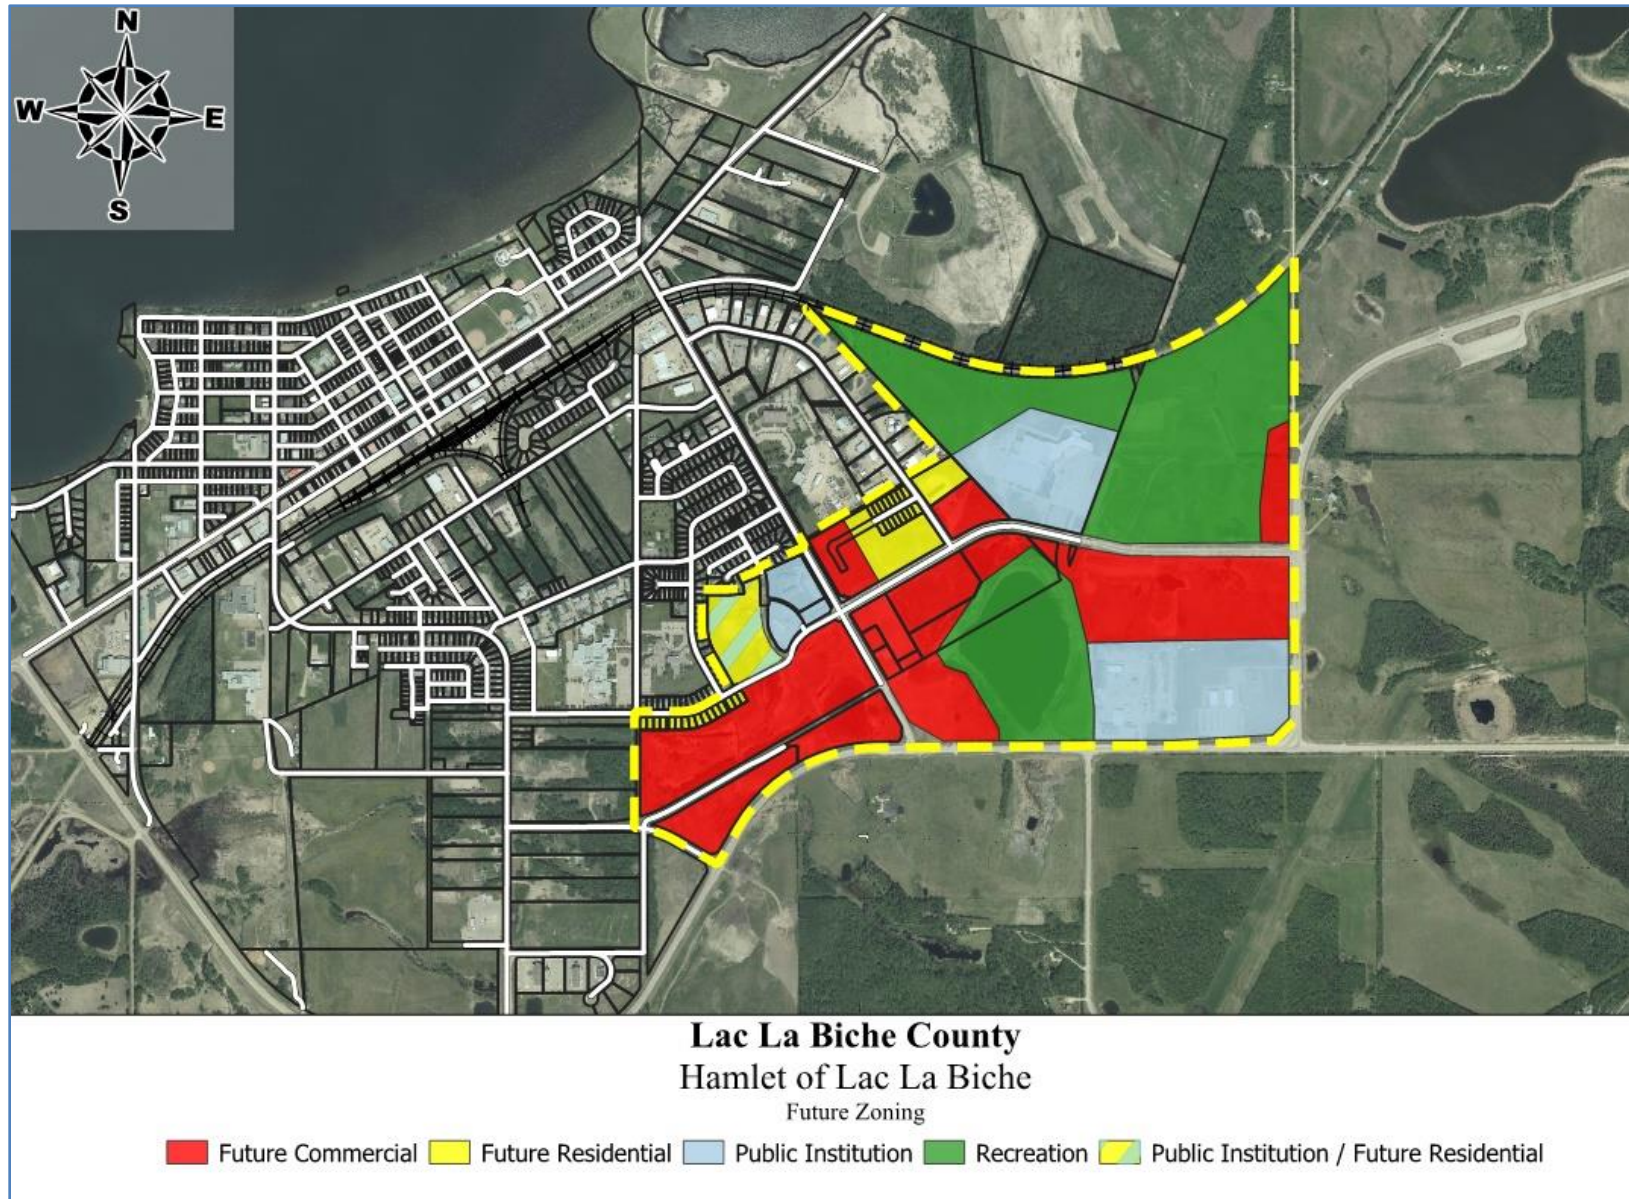 N
W E
S
Lac La Biche County
Hamlet of Lac La Biche
Future Zoning
Future Commercial Future Residential Public Institution Recreation Public Institution / Future Residential